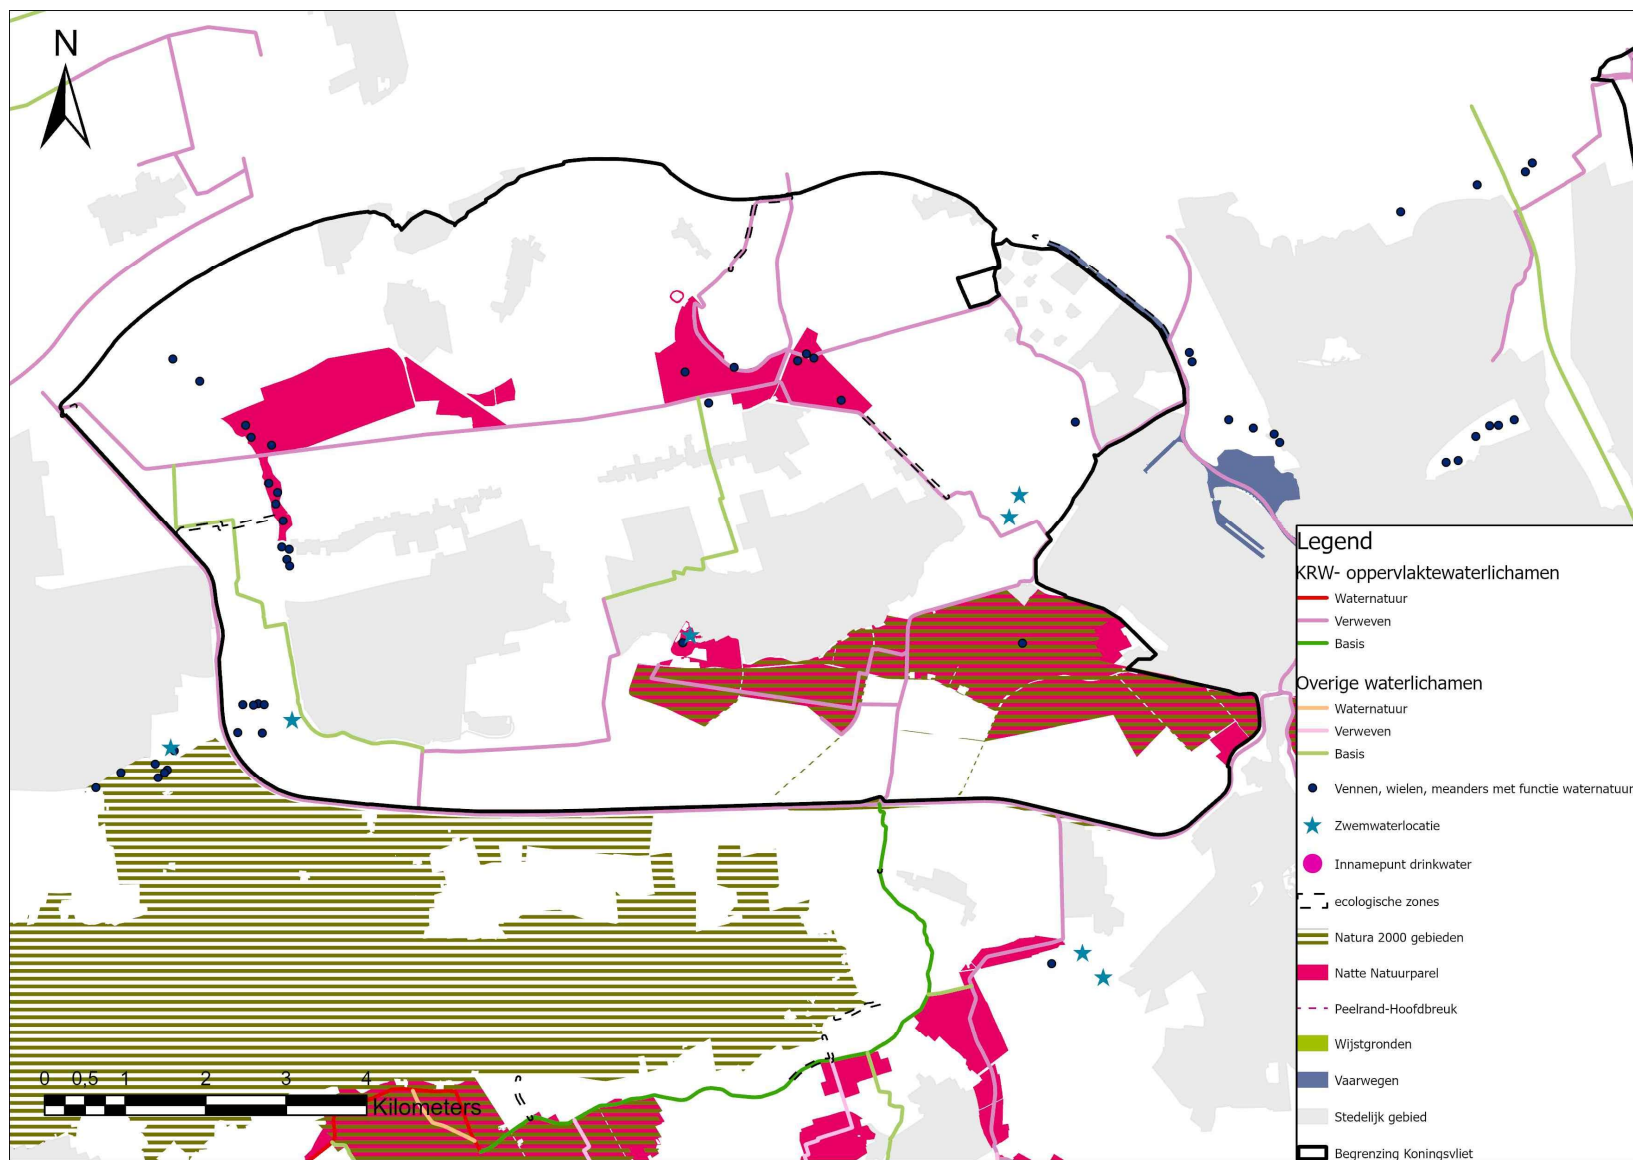 N
Legend
KRW- oppervlaktewaterlichamen
Waternatuur
Verweven
Basis
Overige waterlichamen
Waternatuur
Verweven
Basis
Vennen, wielen, meanders met functie waternatuur
Zwemwaterlocatie
Innamepunt drinkwater
ecologische zones
Natura 2000 gebieden
Natte Natuurparel
Peelrand-Hoofdbreuk
Wijstgronden
Vaarwegen
Stedelijk gebied
Begrenzing Koningsvliet
0 0,5 1 2 3 4
Kilometers